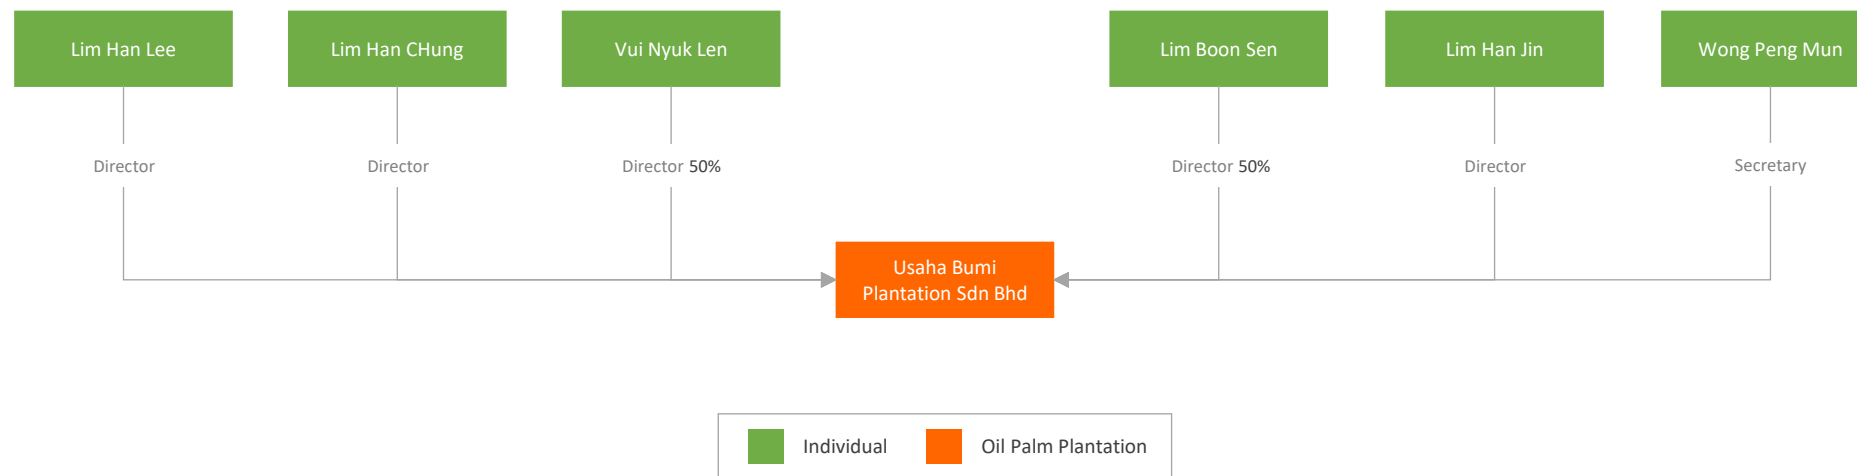 Lim Han Lee
Lim Han CHung
Vui Nyuk Len
Lim Boon Sen
Lim Han Jin
Wong Peng Mun
Director
Director
Director 50%
Director 50%
Director
Secretary
Usaha Bumi
Plantation Sdn Bhd
Individual
Oil Palm Plantation